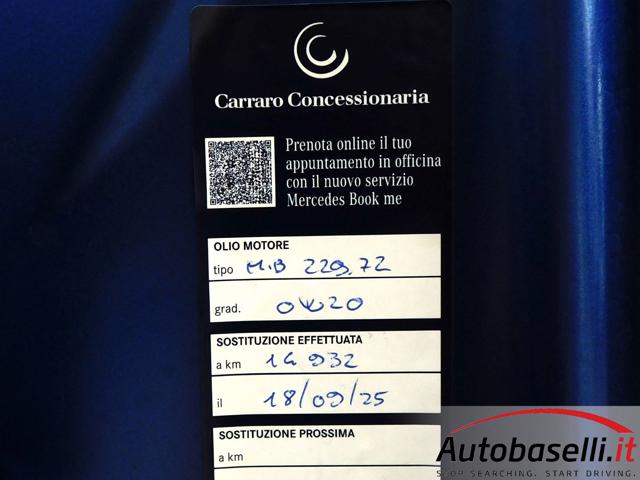 Carraro Concessionaria
Prenota online il tuo
appuntamento in officina
con il nuovo servizio
Mercedes Book me
OLIO MOTORE
tipo M.B 229.72
grad. 0W20
SOSTITUZIONE EFFETTUATA
a km 14 932
il 18/09/25
SOSTITUZIONE PROSSIMA
a km
Autobaselli.it
STOP SEARCHING. START DRIVING.